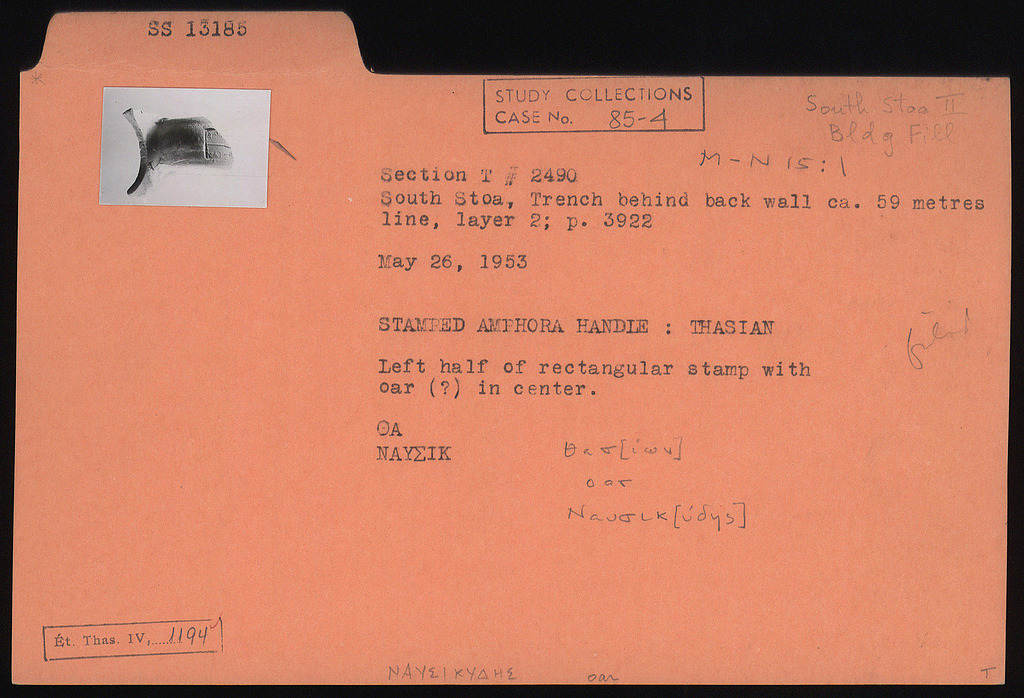 SS 13185
*
STUDY COLLECTIONS
CASE No. 85-4
South Stoa II
Bldg Fill
M-N 15:1
Section T # 2490
South Stoa, Trench behind back wall ca. 59 metres
line, layer 2; p. 3922
May 26, 1953
STAMPED AMPHORA HANDLE : THASIAN
filed
Left half of rectangular stamp with
oar (?) in center.
ΘΑ
ΝΑΥΣΙΚ
Θασ[ίων]
oar
Ναυσικ[ύδης]
Ét. Thas. IV, 1194
ΝΑΥΣΙΚΥΔΗΣ oar
T